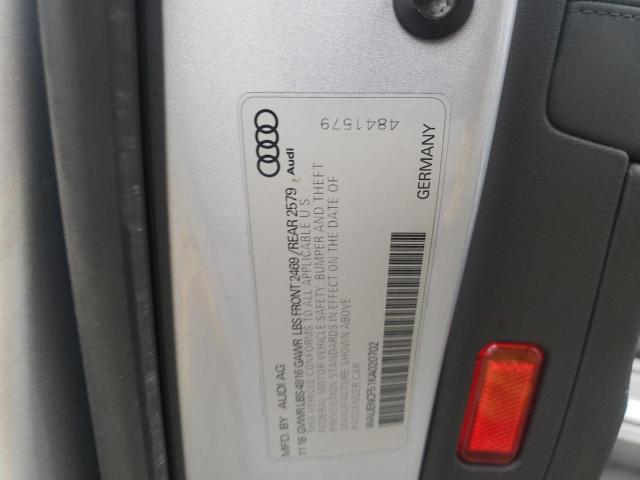 Audi
4841579
MFD. BY AUDI AG
11 18 GVWR LBS 4916 GAWR LBS FRONT 2469 / REAR 2579
THIS VEHICLE CONFORMS TO ALL APPLICABLE U S
FEDERAL MOTOR VEHICLE SAFETY, BUMPER AND THEFT
PREVENTION STANDARDS IN EFFECT ON THE DATE OF
MANUFACTURE SHOWN ABOVE
PASSENGER CAR
WAUENCF51KA020702
GERMANY